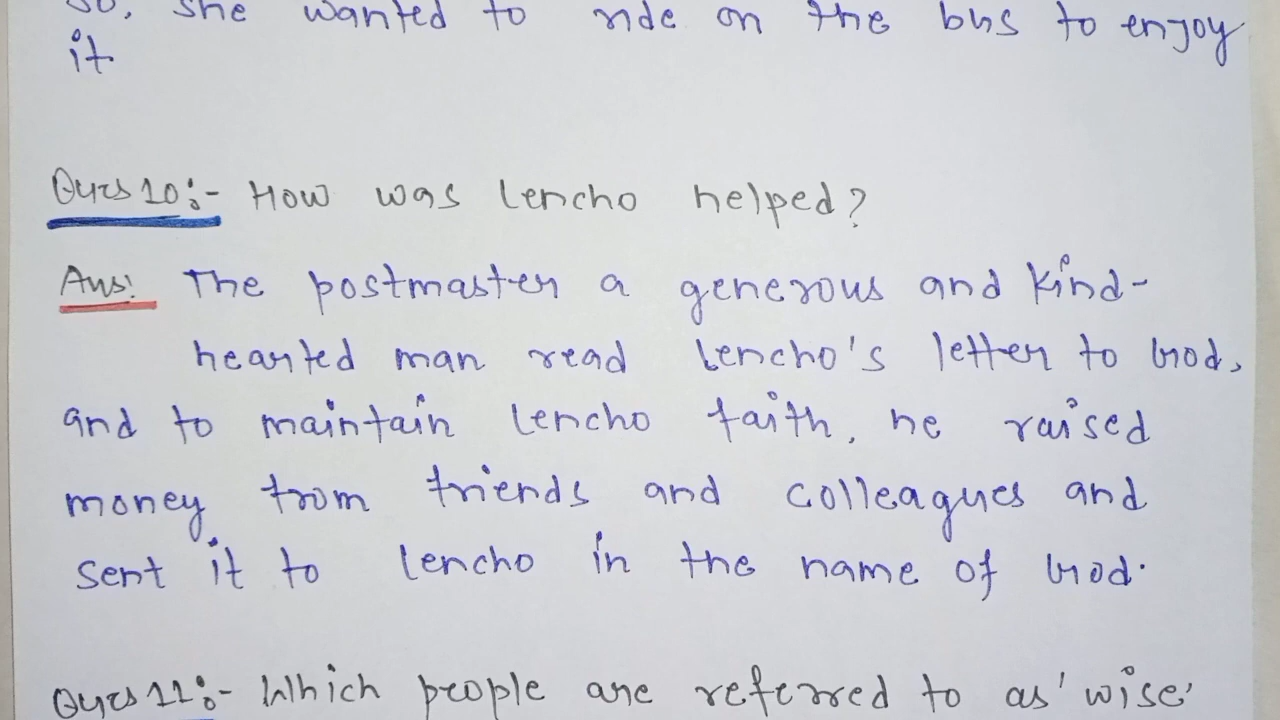 So, she wanted to ride on the bus to enjoy
it
Ques 10:- How was Lencho helped?
Ans: The postmaster a generous and kind-
hearted man read Lencho's letter to God,
and to maintain Lencho faith, he raised
money from friends and colleagues and
sent it to Lencho in the name of God.
Ques 11:- Which people are referred to as 'wise'